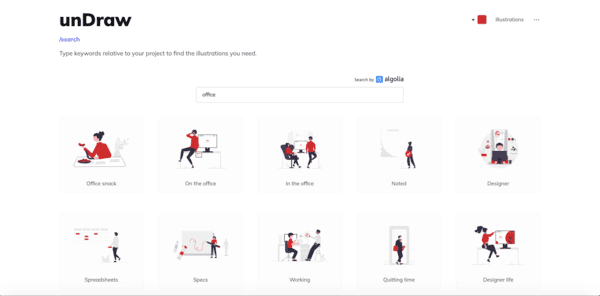 unDraw
illustrations
/search
Type keywords relative to your project to find the illustrations you need.
Search by algolia
office
Office snack
On the office
In the office
Noted
Designer
Spreadsheets
Specs
Working
Quitting time
Designer life